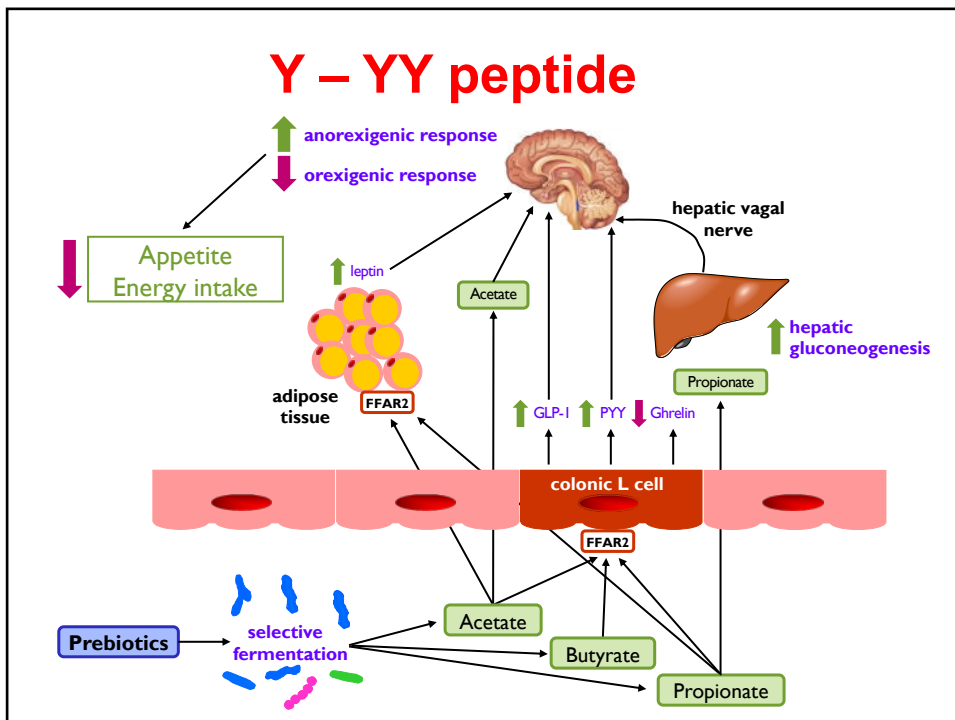 Y – YY peptide
anorexigenic response
orexigenic response
Appetite
Energy intake
hepatic vagal
nerve
leptin
Acetate
hepatic
gluconeogenesis
Propionate
adipose
tissue
FFAR2
GLP-1
PYY
Ghrelin
colonic L cell
FFAR2
Prebiotics
selective
fermentation
Acetate
Butyrate
Propionate